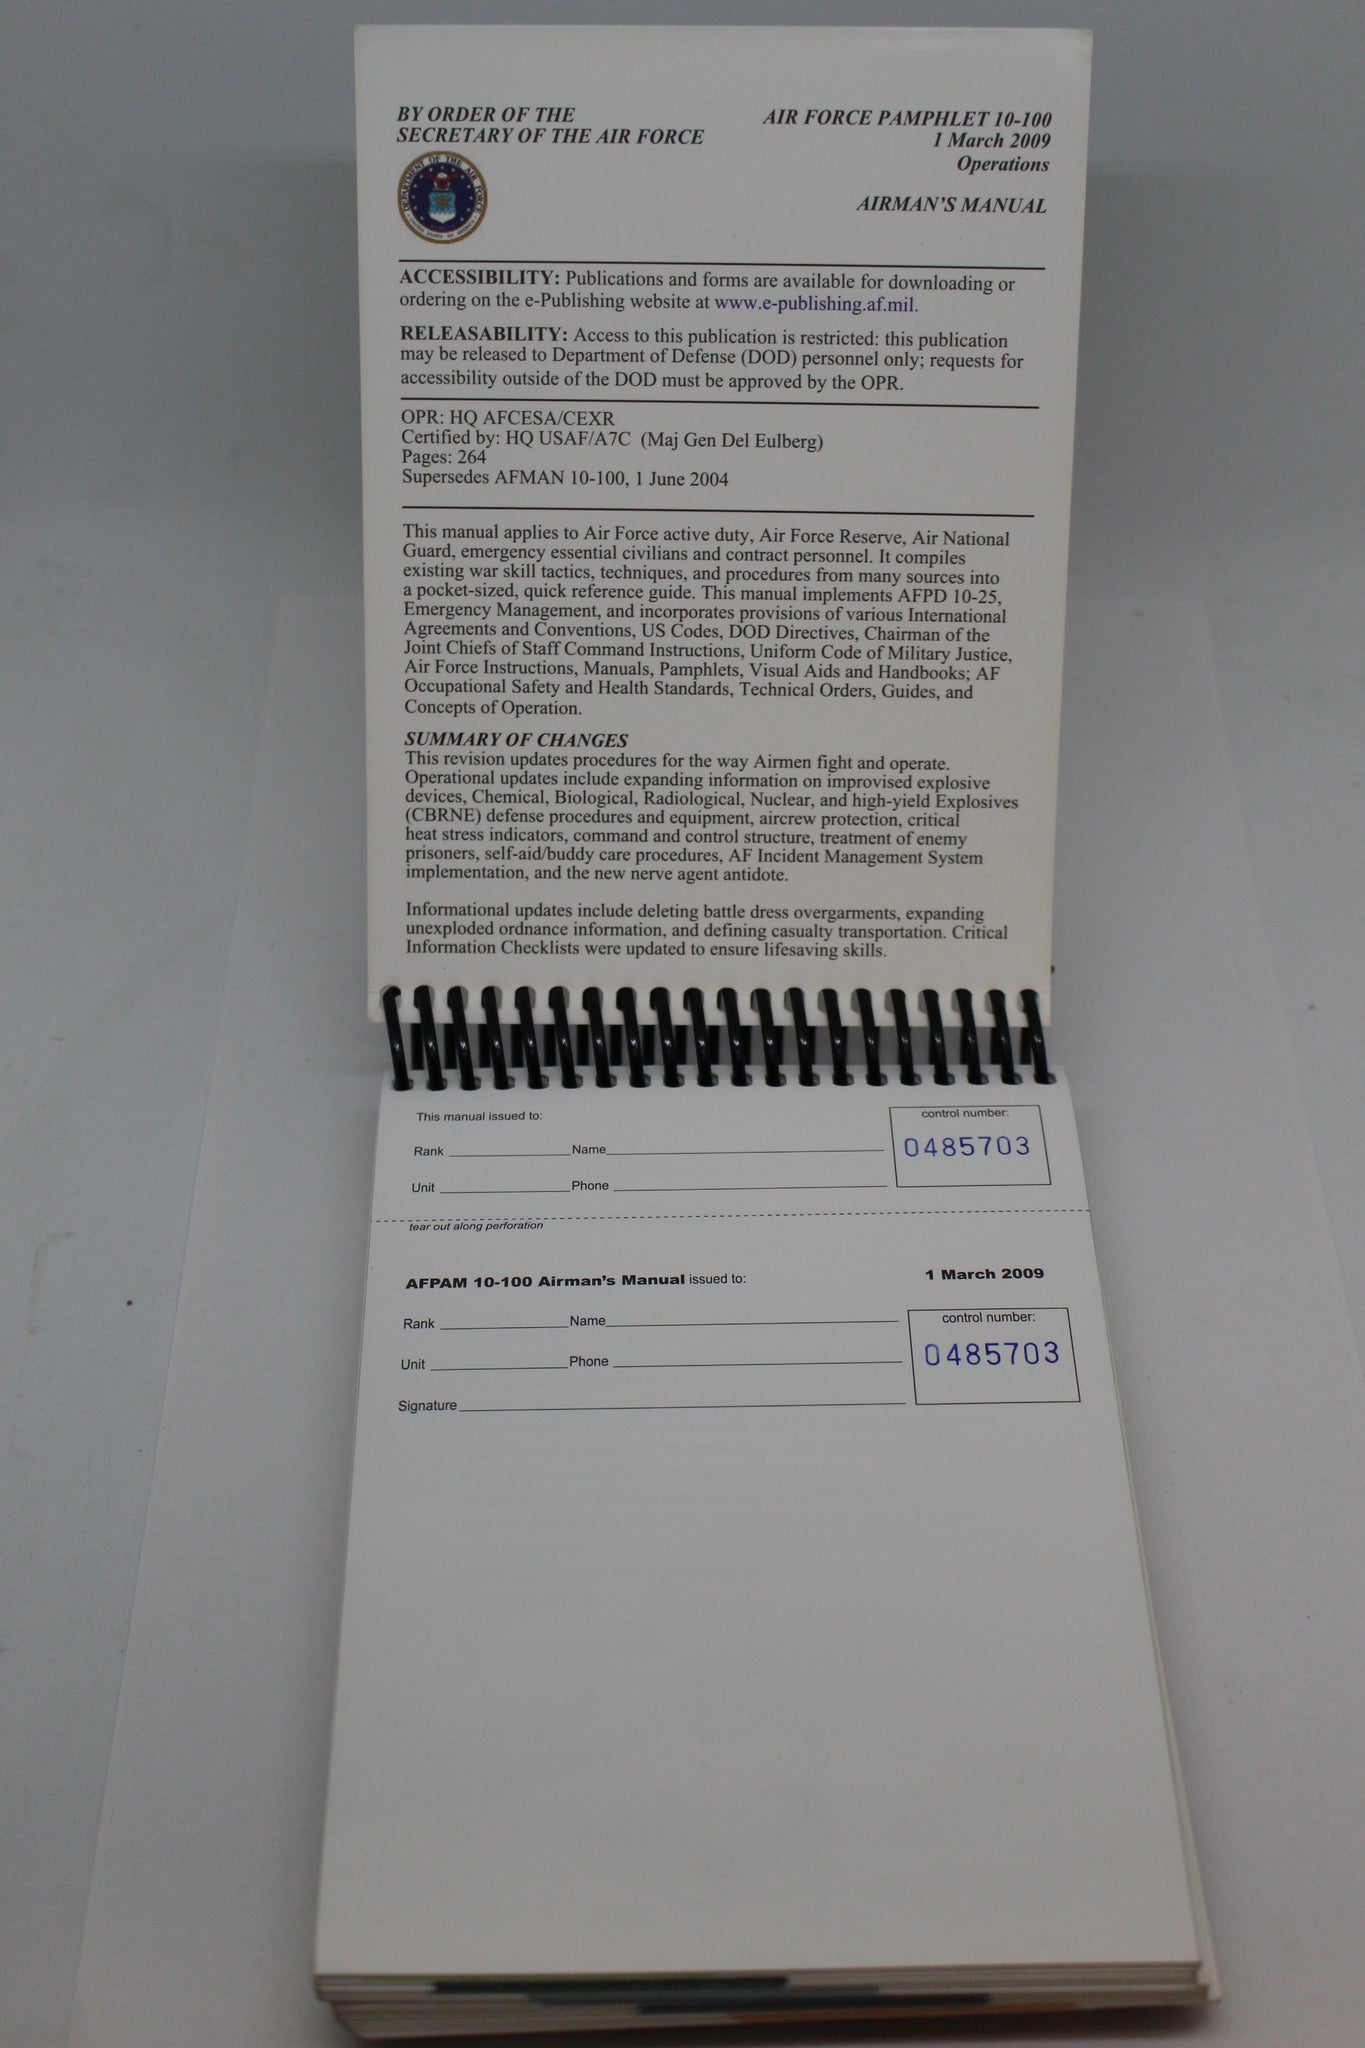 BY ORDER OF THE
SECRETARY OF THE AIR FORCE
AIR FORCE PAMPHLET 10-100
1 March 2009
Operations
AIRMAN'S MANUAL
DEPARTMENT OF THE AIR FORCE
UNITED STATES OF AMERICA
ACCESSIBILITY: Publications and forms are available for downloading or
ordering on the e-Publishing website at www.e-publishing.af.mil.
RELEASABILITY: Access to this publication is restricted: this publication
may be released to Department of Defense (DOD) personnel only; requests for
accessibility outside of the DOD must be approved by the OPR.
OPR: HQ AFCESA/CEXR
Certified by: HQ USAF/A7C (Maj Gen Del Eulberg)
Pages: 264
Supersedes AFMAN 10-100, 1 June 2004
This manual applies to Air Force active duty, Air Force Reserve, Air National
Guard, emergency essential civilians and contract personnel. It compiles
existing war skill tactics, techniques, and procedures from many sources into
a pocket-sized, quick reference guide. This manual implements AFPD 10-25,
Emergency Management, and incorporates provisions of various International
Agreements and Conventions, US Codes, DOD Directives, Chairman of the
Joint Chiefs of Staff Command Instructions, Uniform Code of Military Justice,
Air Force Instructions, Manuals, Pamphlets, Visual Aids and Handbooks; AF
Occupational Safety and Health Standards, Technical Orders, Guides, and
Concepts of Operation.
SUMMARY OF CHANGES
This revision updates procedures for the way Airmen fight and operate.
Operational updates include expanding information on improvised explosive
devices, Chemical, Biological, Radiological, Nuclear, and high-yield Explosives
(CBRNE) defense procedures and equipment, aircrew protection, critical
heat stress indicators, command and control structure, treatment of enemy
prisoners, self-aid/buddy care procedures, AF Incident Management System
implementation, and the new nerve agent antidote.
Informational updates include deleting battle dress overgarments, expanding
unexploded ordnance information, and defining casualty transportation. Critical
Information Checklists were updated to ensure lifesaving skills.
This manual issued to:
control number:
0485703
Rank Name
Unit Phone
tear out along perforation
AFPAM 10-100 Airman's Manual issued to:
1 March 2009
control number:
0485703
Rank Name
Unit Phone
Signature